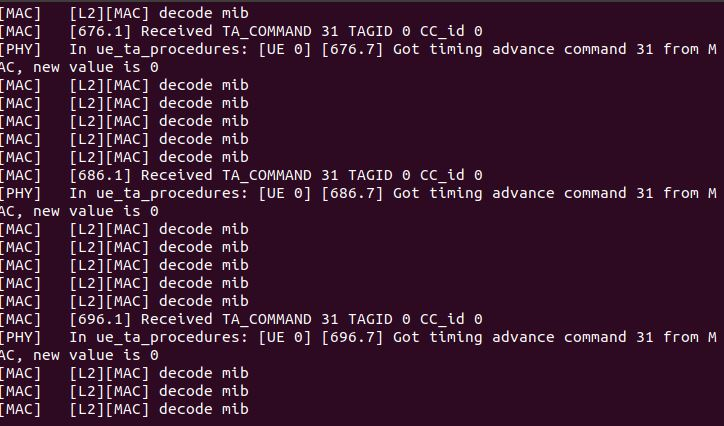 [MAC]   [L2][MAC] decode mib
[MAC]   [676.1] Received TA_COMMAND 31 TAGID 0 CC_id 0
[PHY]   In ue_ta_procedures: [UE 0] [676.7] Got timing advance command 31 from M
AC, new value is 0
[MAC]   [L2][MAC] decode mib
[MAC]   [L2][MAC] decode mib
[MAC]   [L2][MAC] decode mib
[MAC]   [L2][MAC] decode mib
[MAC]   [L2][MAC] decode mib
[MAC]   [686.1] Received TA_COMMAND 31 TAGID 0 CC_id 0
[PHY]   In ue_ta_procedures: [UE 0] [686.7] Got timing advance command 31 from M
AC, new value is 0
[MAC]   [L2][MAC] decode mib
[MAC]   [L2][MAC] decode mib
[MAC]   [L2][MAC] decode mib
[MAC]   [L2][MAC] decode mib
[MAC]   [L2][MAC] decode mib
[MAC]   [696.1] Received TA_COMMAND 31 TAGID 0 CC_id 0
[PHY]   In ue_ta_procedures: [UE 0] [696.7] Got timing advance command 31 from M
AC, new value is 0
[MAC]   [L2][MAC] decode mib
[MAC]   [L2][MAC] decode mib
[MAC]   [L2][MAC] decode mib